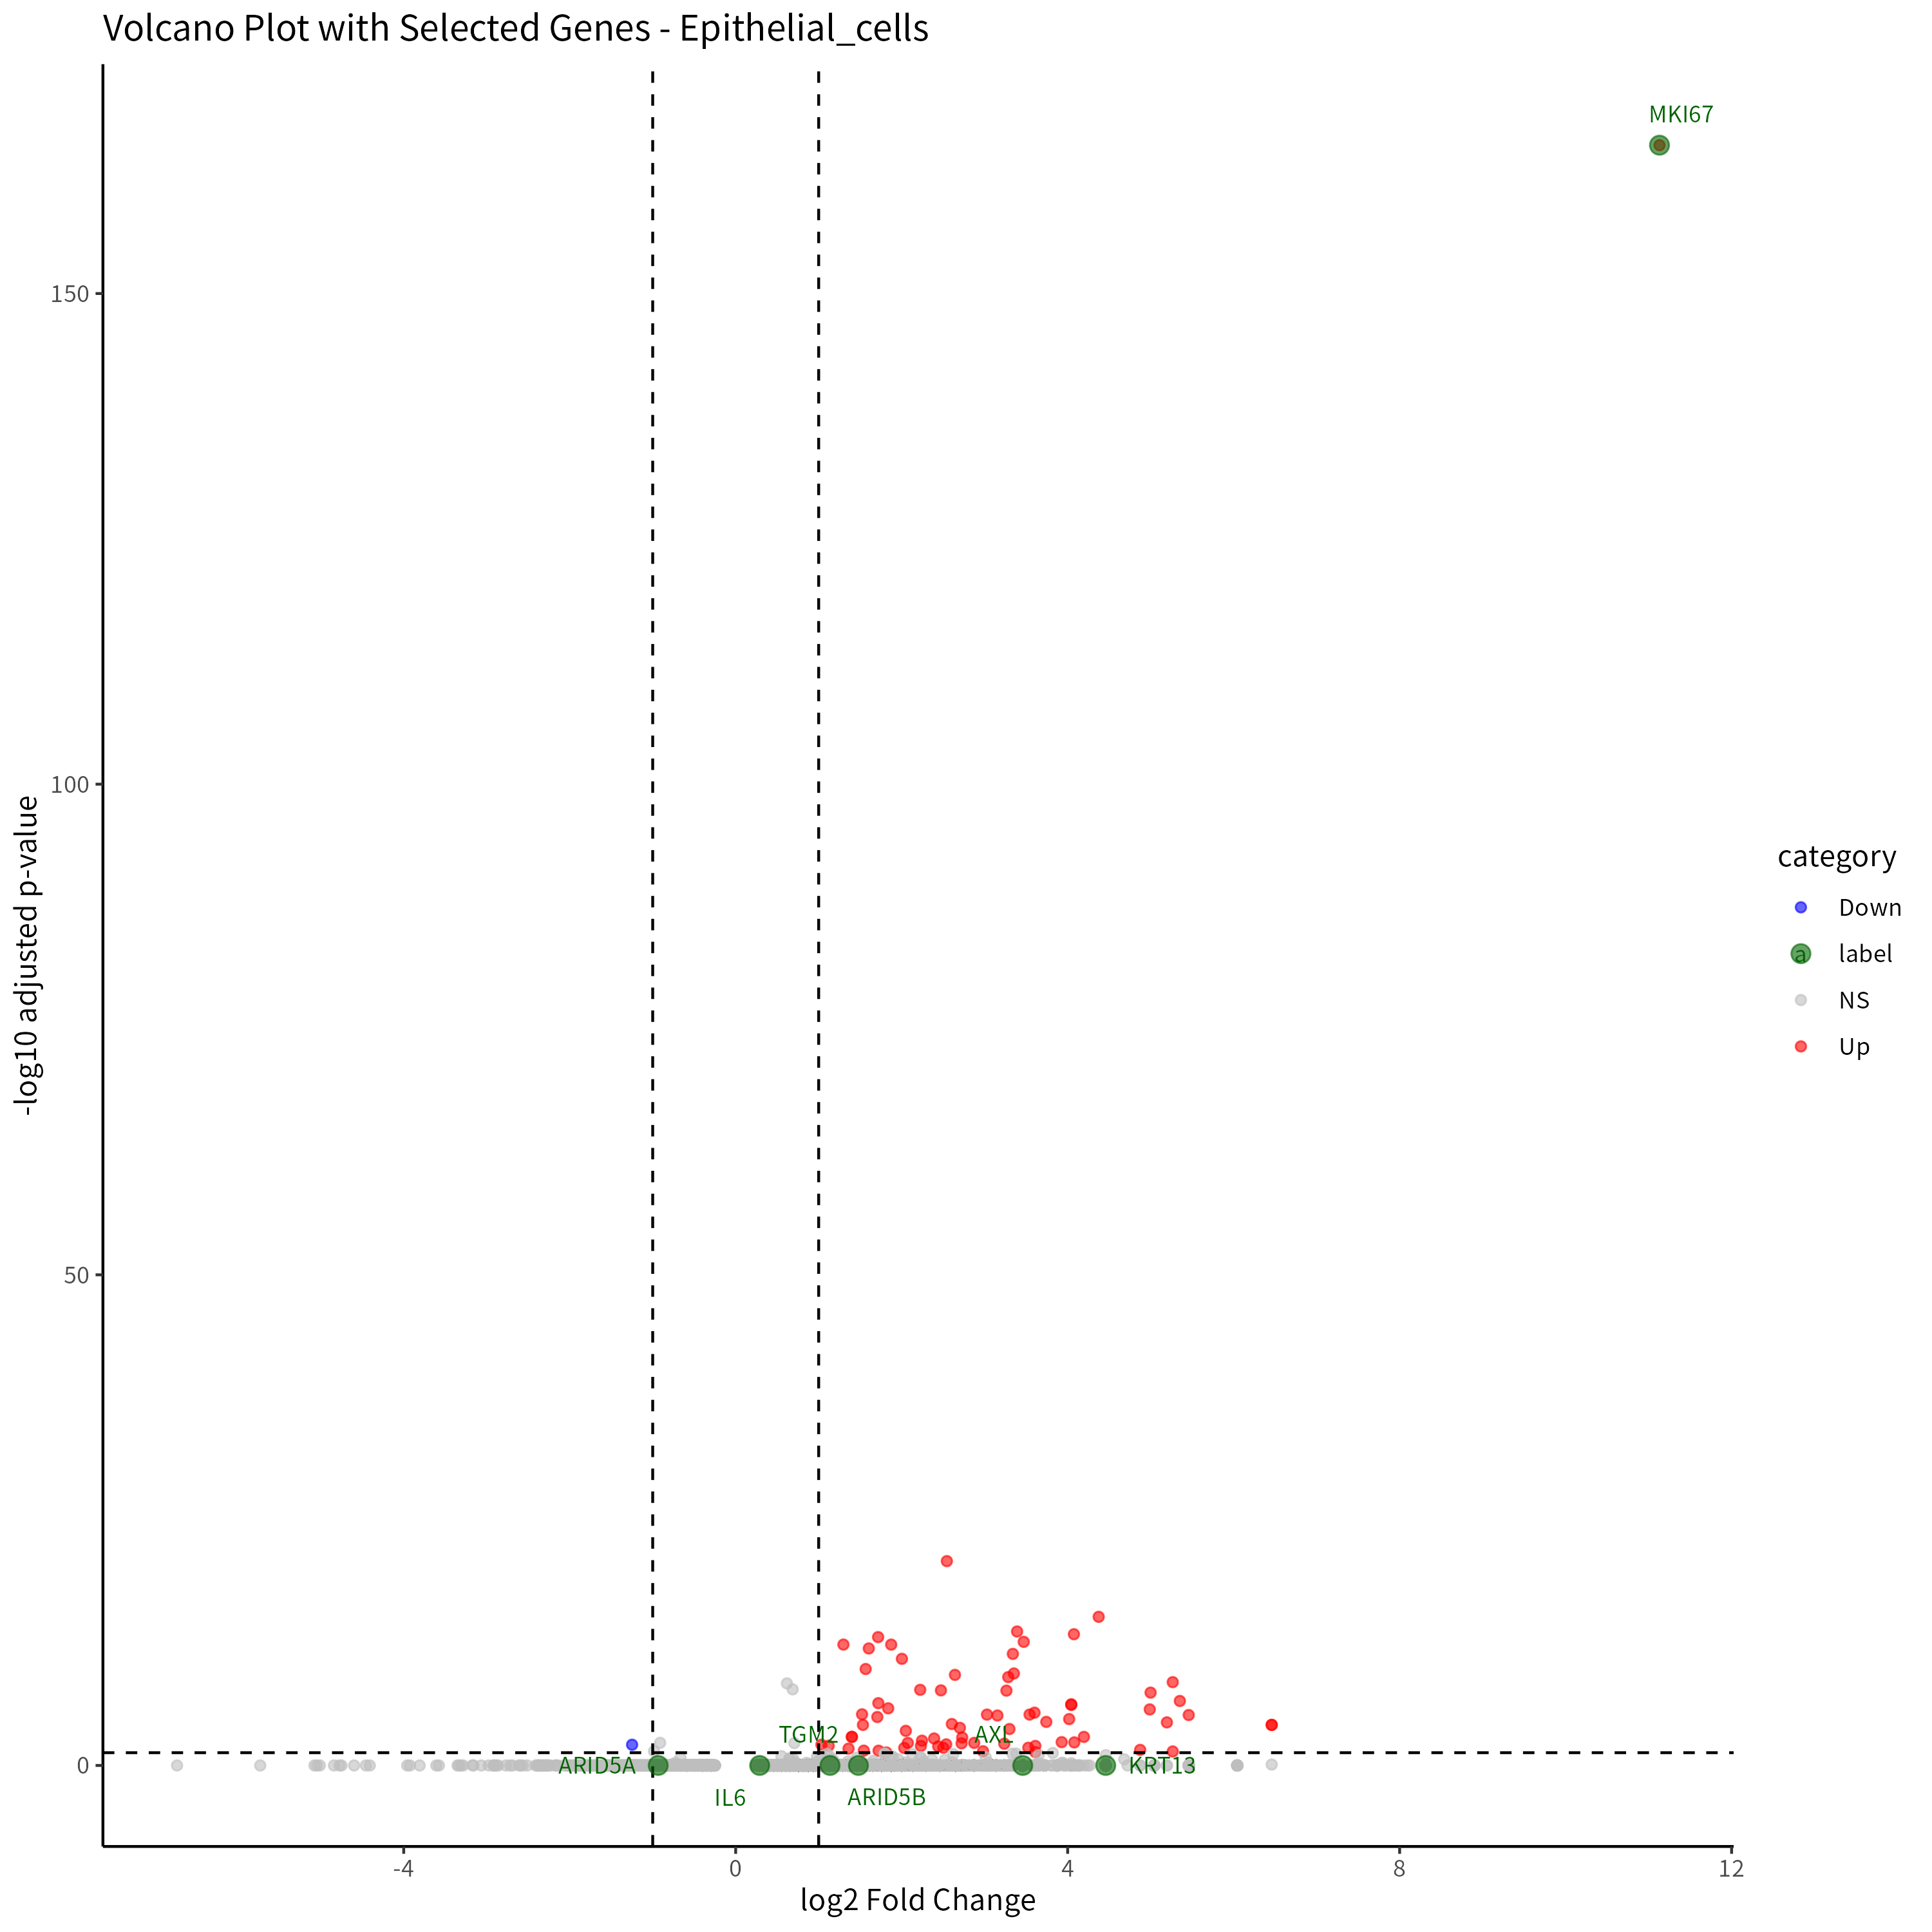 Volcano Plot with Selected Genes - Epithelial_cells
MKI67
150
100
50
0
-log10 adjusted p-value
category
Down
a label
NS
Up
TGM2
AXL
ARID5A
KRT13
IL6
ARID5B
-4
0
4
8
12
log2 Fold Change